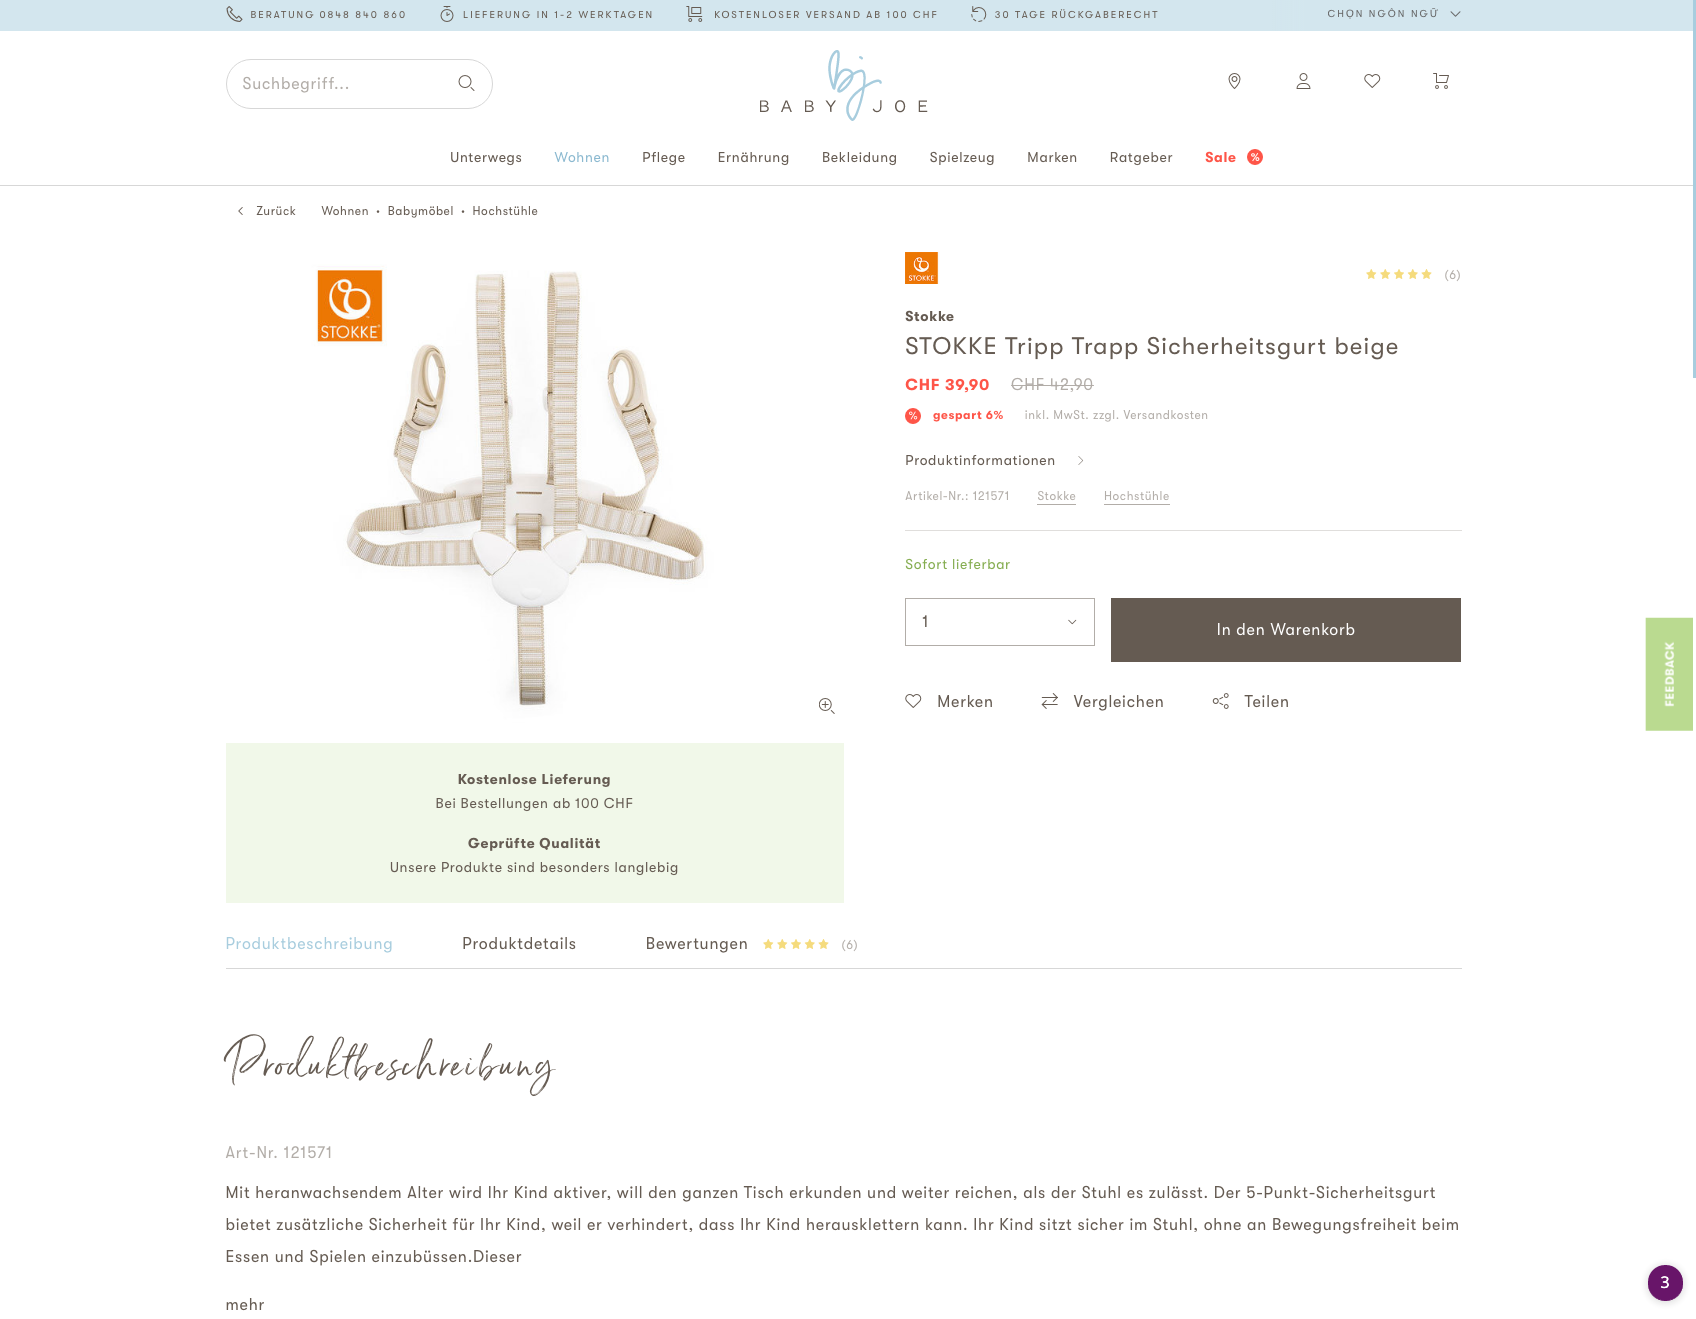 BERATUNG 0848 840 860
LIEFERUNG IN 1-2 WERKTAGEN
KOSTENLOSER VERSAND AB 100 CHF
30 TAGE RÜCKGABERECHT
CHỌN NGÔN NGỮ
Suchbegriff...
bj
BABY JOE
Unterwegs
Wohnen
Pflege
Ernährung
Bekleidung
Spielzeug
Marken
Ratgeber
Sale %
Zurück
Wohnen • Babymöbel • Hochstühle
STOKKE
STOKKE
(6)
Stokke
STOKKE Tripp Trapp Sicherheitsgurt beige
CHF 39,90 CHF 42,90
% gespart 6% inkl. MwSt. zzgl. Versandkosten
Produktinformationen
Artikel-Nr.: 121571 Stokke Hochstühle
Sofort lieferbar
1
In den Warenkorb
FEEDBACK
Merken
Vergleichen
Teilen
Kostenlose Lieferung
Bei Bestellungen ab 100 CHF
Geprüfte Qualität
Unsere Produkte sind besonders langlebig
Produktbeschreibung
Produktdetails
Bewertungen (6)
Produktbeschreibung
Art-Nr. 121571
Mit heranwachsendem Alter wird Ihr Kind aktiver, will den ganzen Tisch erkunden und weiter reichen, als der Stuhl es zulässt. Der 5-Punkt-Sicherheitsgurt
bietet zusätzliche Sicherheit für Ihr Kind, weil er verhindert, dass Ihr Kind herausklettern kann. Ihr Kind sitzt sicher im Stuhl, ohne an Bewegungsfreiheit beim
Essen und Spielen einzubüssen.Dieser
3
mehr